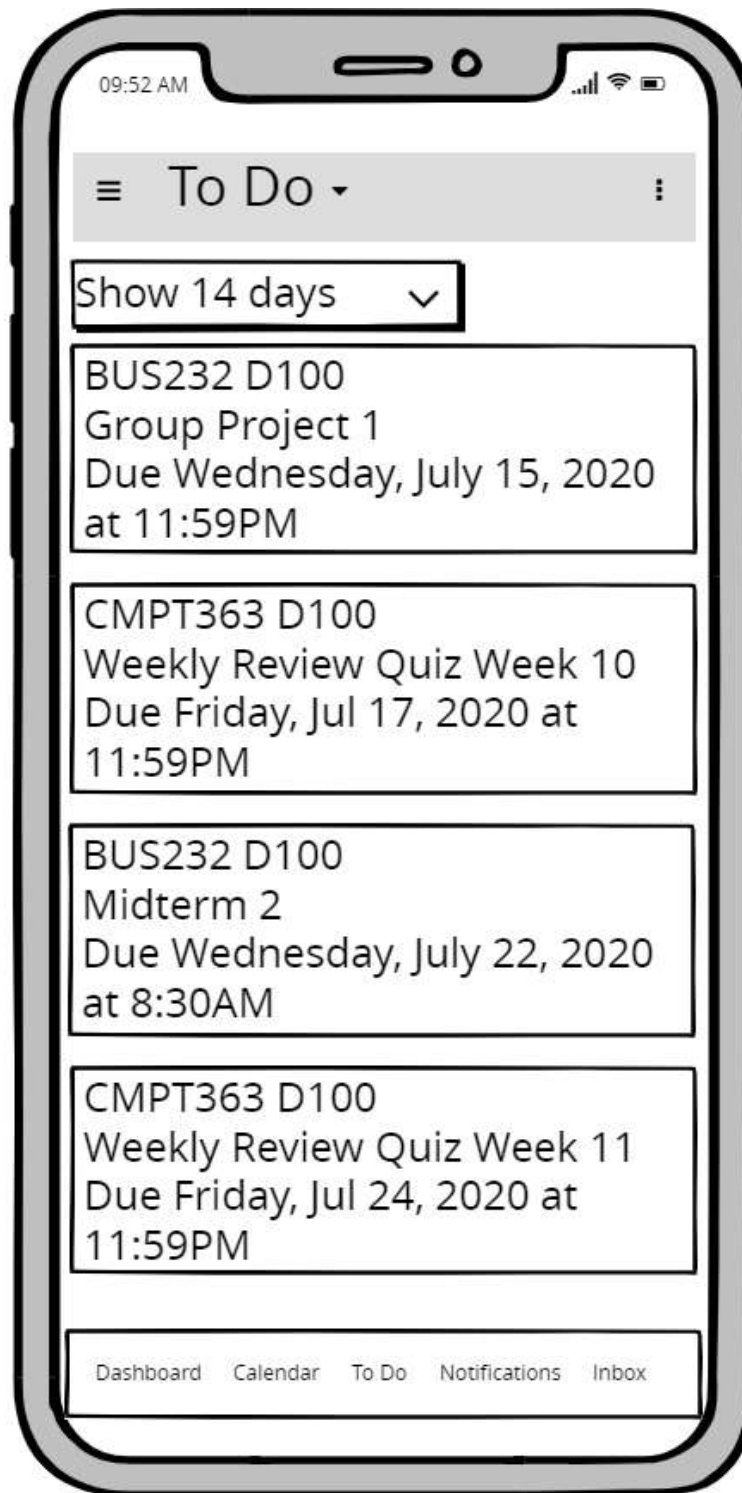 09:52 AM
To Do
Show 14 days
BUS232 D100
Group Project 1
Due Wednesday, July 15, 2020
at 11:59PM
CMPT363 D100
Weekly Review Quiz Week 10
Due Friday, Jul 17, 2020 at
11:59PM
BUS232 D100
Midterm 2
Due Wednesday, July 22, 2020
at 8:30AM
CMPT363 D100
Weekly Review Quiz Week 11
Due Friday, Jul 24, 2020 at
11:59PM
Dashboard Calendar To Do Notifications Inbox